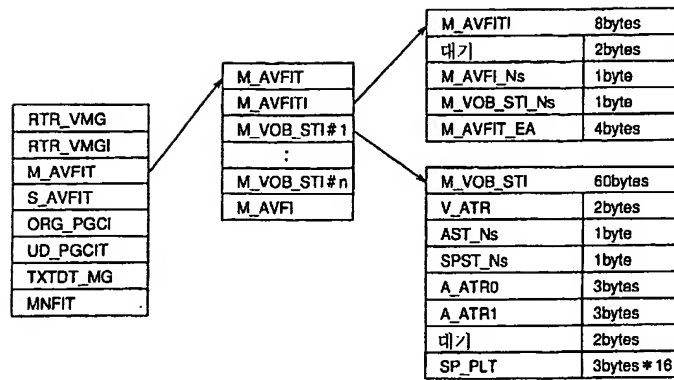 RTR_VMG
RTR_VMGI
M_AVFIT
S_AVFIT
ORG_PGCI
UD_PGCIT
TXTDT_MG
MNFIT
M_AVFIT
M_AVFITI
M_VOB_STI#1
:
M_VOB_STI#n
M_AVFI
M_AVFITI 8bytes
대기 2bytes
M_AVFI_Ns 1byte
M_VOB_STI_Ns 1byte
M_AVFIT_EA 4bytes
M_VOB_STI 60bytes
V_ATR 2bytes
AST_Ns 1byte
SPST_Ns 1byte
A_ATR0 3bytes
A_ATR1 3bytes
대기 2bytes
SP_PLT 3bytes*16